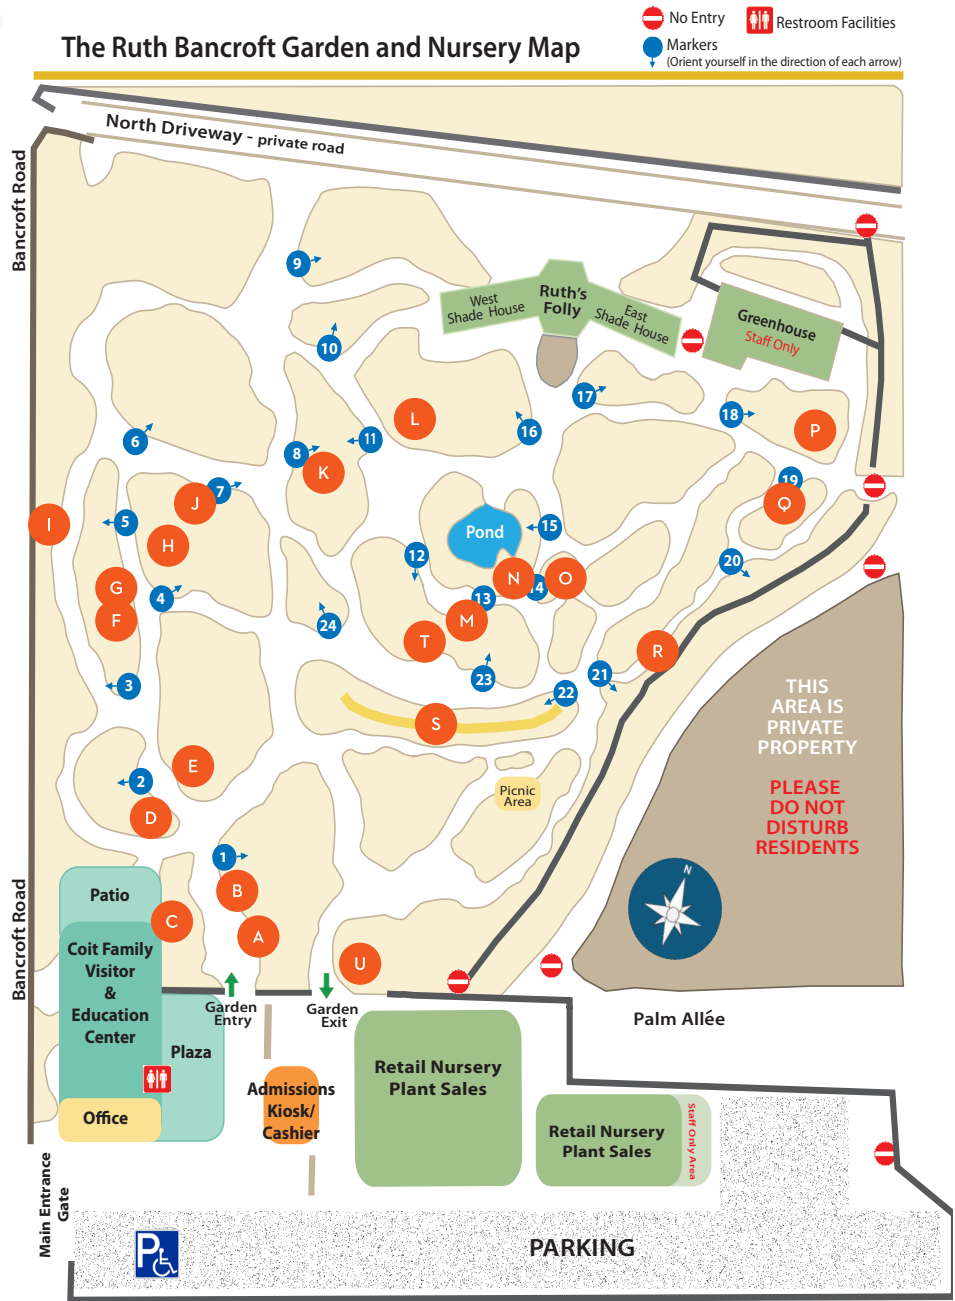 The Ruth Bancroft Garden and Nursery Map
No Entry
Restroom Facilities
Markers
(Orient yourself in the direction of each arrow)
North Driveway - private road
Bancroft Road
9
10
West
Shade House
Ruth's
Folly
East
Shade House
Greenhouse
Staff Only
6
8
11
L
K
16
17
18
P
19
Q
I
J
7
5
H
G
F
4
3
12
Pond
15
13
N
14
O
M
T
24
23
20
R
21
22
S
2
E
D
1
B
C
A
U
Picnic
Area
THIS
AREA IS
PRIVATE
PROPERTY
PLEASE
DO NOT
DISTURB
RESIDENTS
N
Bancroft Road
Patio
Coit Family
Visitor
&
Education
Center
Plaza
Office
Garden
Entry
Garden
Exit
Admissions
Kiosk/
Cashier
Retail Nursery
Plant Sales
Palm Allée
Retail Nursery
Plant Sales
Staff Only Area
Main Entrance
Gate
P
PARKING